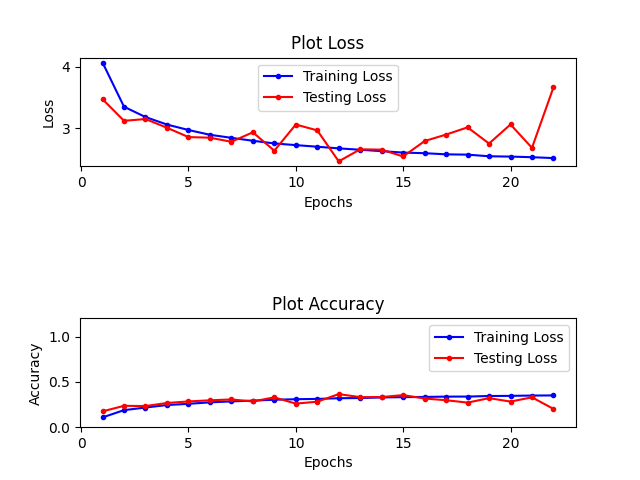 Plot Loss
4
3
Loss
Training Loss
Testing Loss
0 5 10 15 20
Epochs
Plot Accuracy
1.0
0.5
0.0
Accuracy
Training Loss
Testing Loss
0 5 10 15 20
Epochs